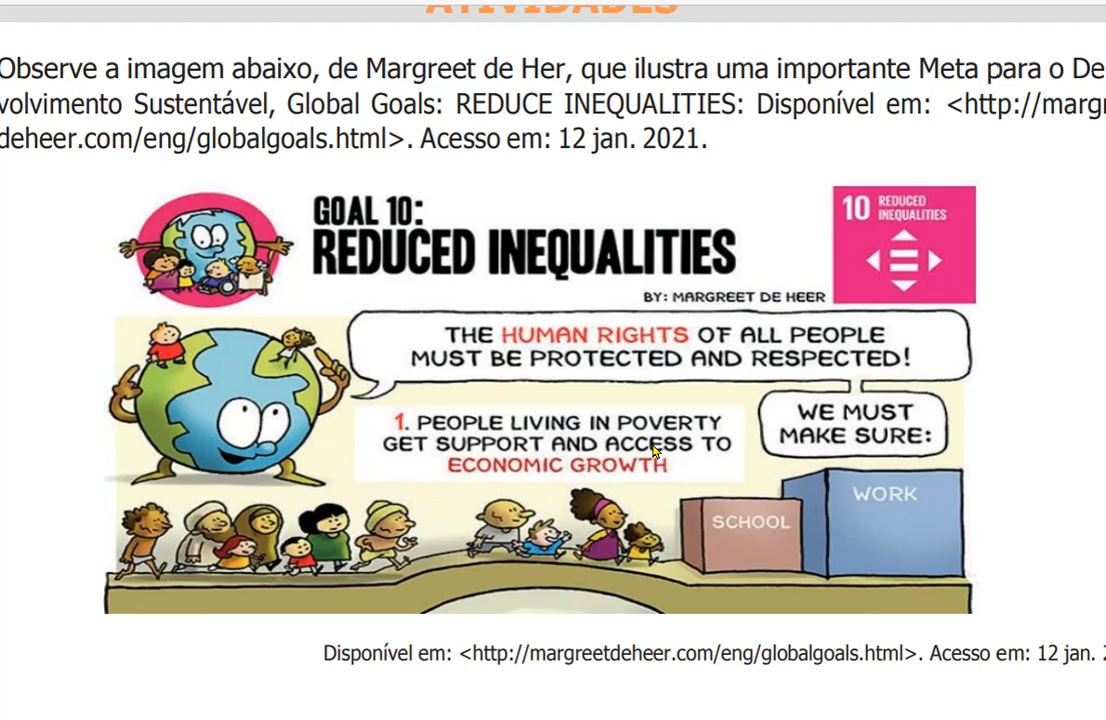 ATIVIDADES
Observe a imagem abaixo, de Margreet de Her, que ilustra uma importante Meta para o De
volvimento Sustentável, Global Goals: REDUCE INEQUALITIES: Disponível em: <http://margr
deheer.com/eng/globalgoals.html>. Acesso em: 12 jan. 2021.
GOAL 10:
REDUCED INEQUALITIES
10 REDUCED
INEQUALITIES
BY: MARGREET DE HEER
THE HUMAN RIGHTS OF ALL PEOPLE
MUST BE PROTECTED AND RESPECTED!
WE MUST
MAKE SURE:
1. PEOPLE LIVING IN POVERTY
GET SUPPORT AND ACCESS TO
ECONOMIC GROWTH
SCHOOL
WORK
Disponível em: <http://margreetdeheer.com/eng/globalgoals.html>. Acesso em: 12 jan.